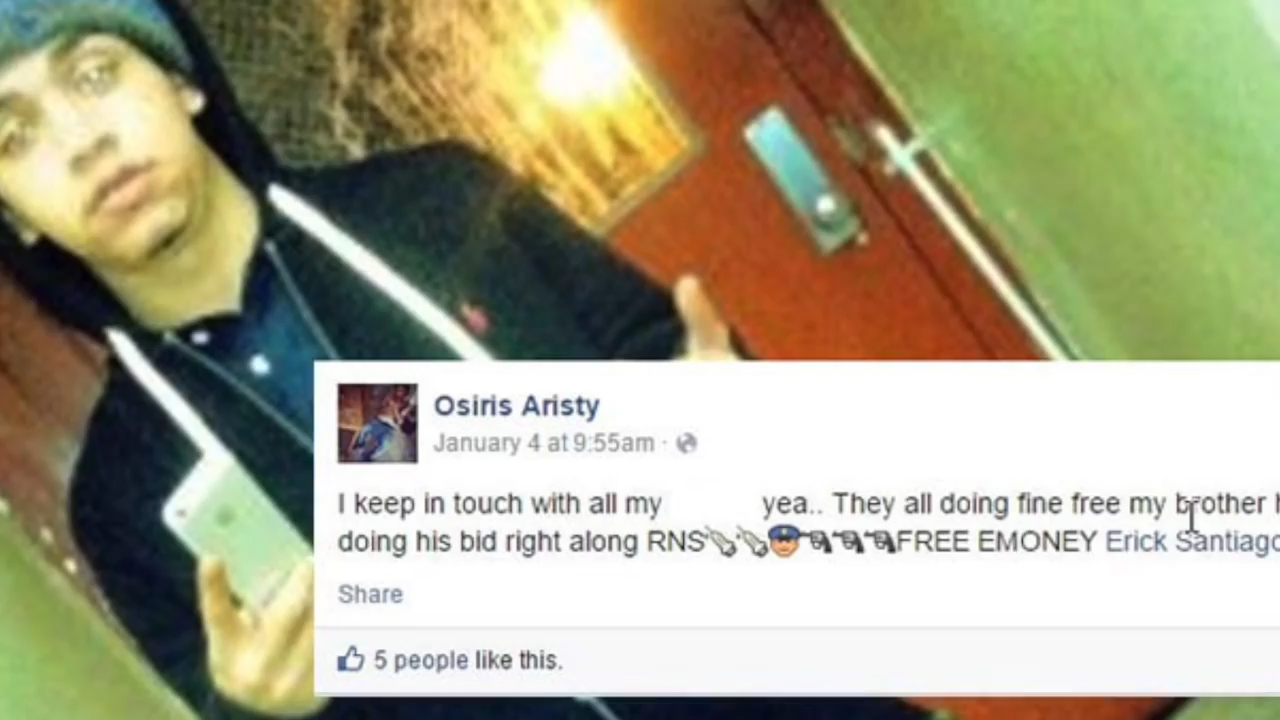 Osiris Aristy
January 4 at 9:55am ·
I keep in touch with all my yea.. They all doing fine free my brother
doing his bid right along RNS🔫🔫👮🔫🔫🔫FREE EMONEY Erick Santiago
Share
5 people like this.